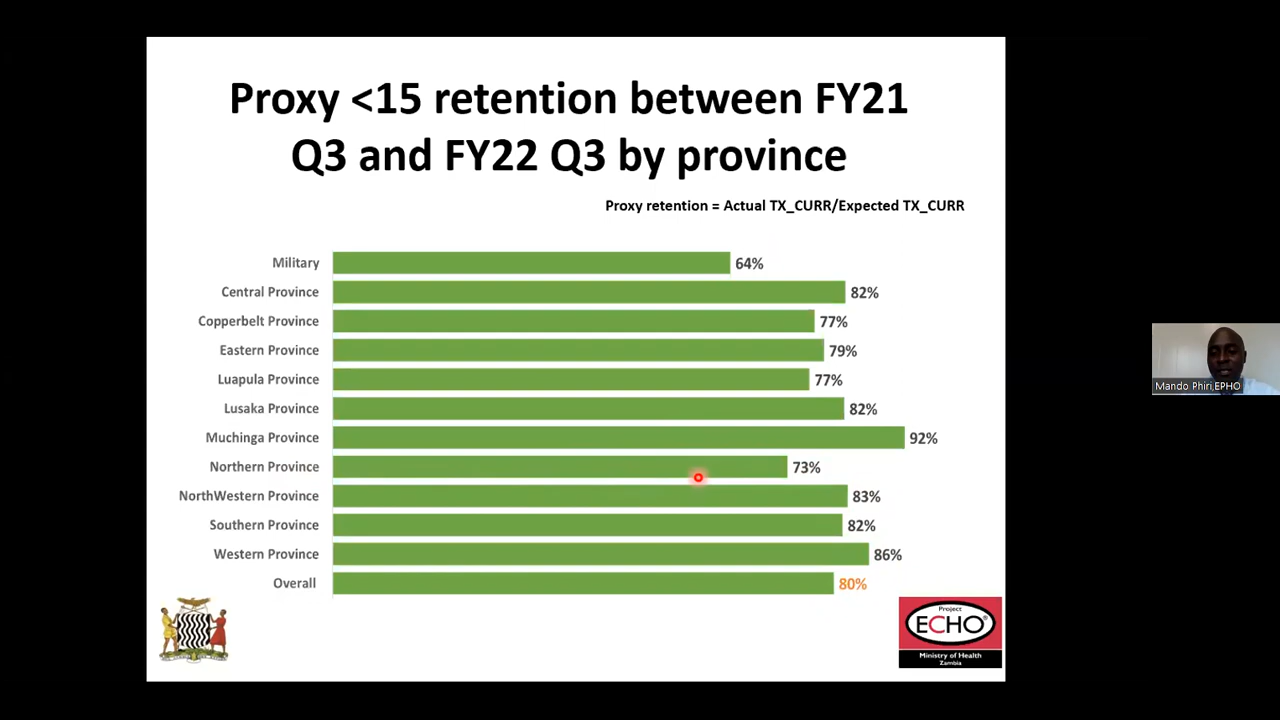 Proxy <15 retention between FY21
Q3 and FY22 Q3 by province
Proxy retention = Actual TX_CURR/Expected TX_CURR
Military 64%
Central Province 82%
Copperbelt Province 77%
Eastern Province 79%
Luapula Province 77%
Lusaka Province 82%
Muchinga Province 92%
Northern Province 73%
NorthWestern Province 83%
Southern Province 82%
Western Province 86%
Overall 80%
Project
ECHO®
Ministry of Health
Zambia
Mando Phiri,EPHO